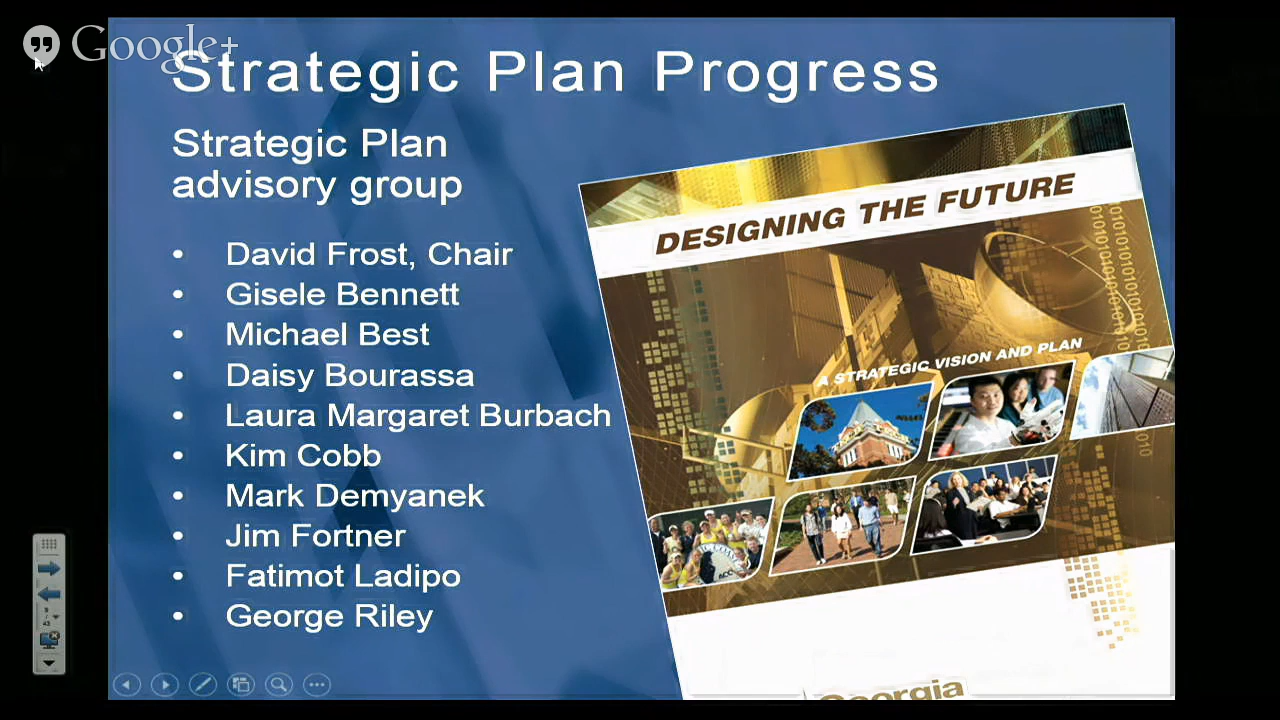 Google+
Strategic Plan Progress
Strategic Plan
advisory group
• David Frost, Chair
• Gisele Bennett
• Michael Best
• Daisy Bourassa
• Laura Margaret Burbach
• Kim Cobb
• Mark Demyanek
• Jim Fortner
• Fatimot Ladipo
• George Riley
DESIGNING THE FUTURE
A STRATEGIC VISION AND PLAN
ACC
Georgia